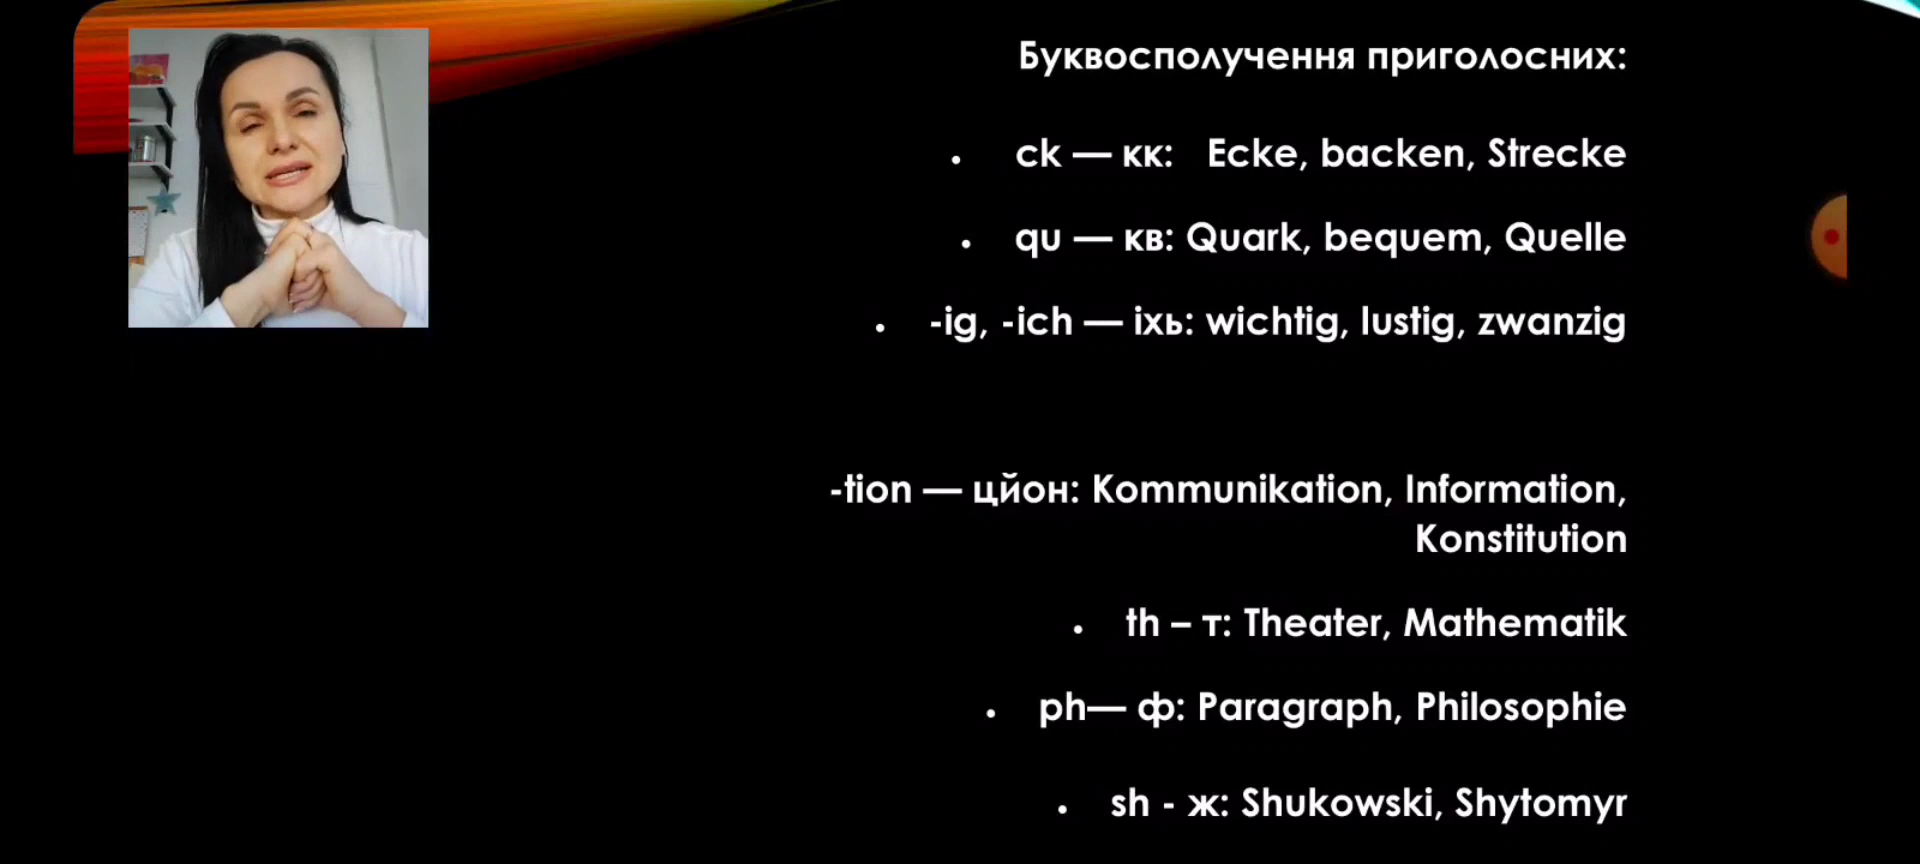 Буквосполучення приголосних:
• ck — кк: Ecke, backen, Strecke
• qu — кв: Quark, bequem, Quelle
• -ig, -ich — іхь: wichtig, lustig, zwanzig
-tion — цйон: Kommunikation, Information,
Konstitution
• th – т: Theater, Mathematik
• ph— ф: Paragraph, Philosophie
• sh - ж: Shukowski, Shytomyr